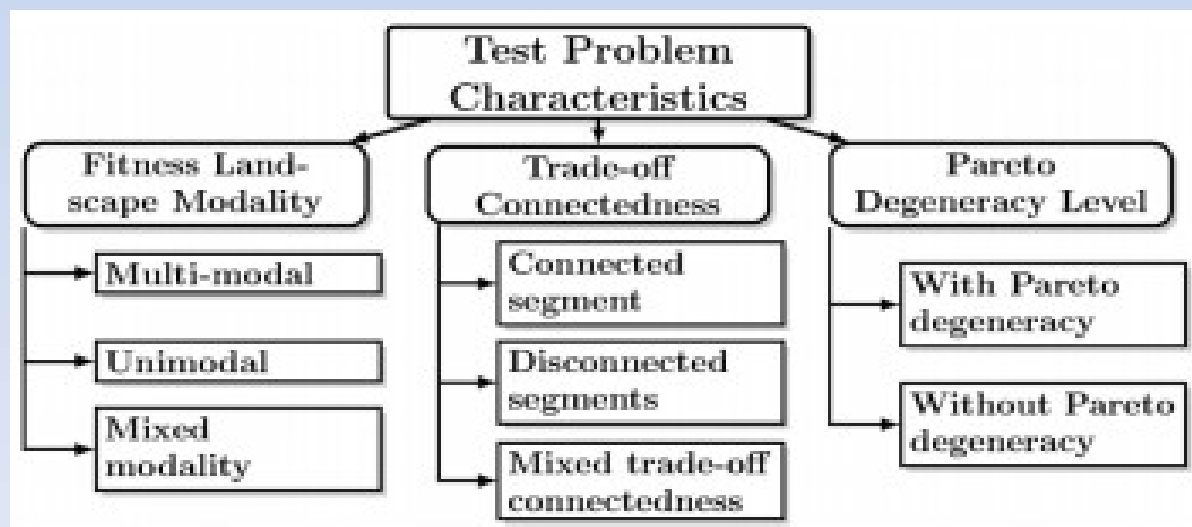 Test Problem
Characteristics
Fitness Land-
scape Modality
Multi-modal
Unimodal
Mixed
modality
Trade-off
Connectedness
Connected
segment
Disconnected
segments
Mixed trade-off
connectedness
Pareto
Degeneracy Level
With Pareto
degeneracy
Without Pareto
degeneracy